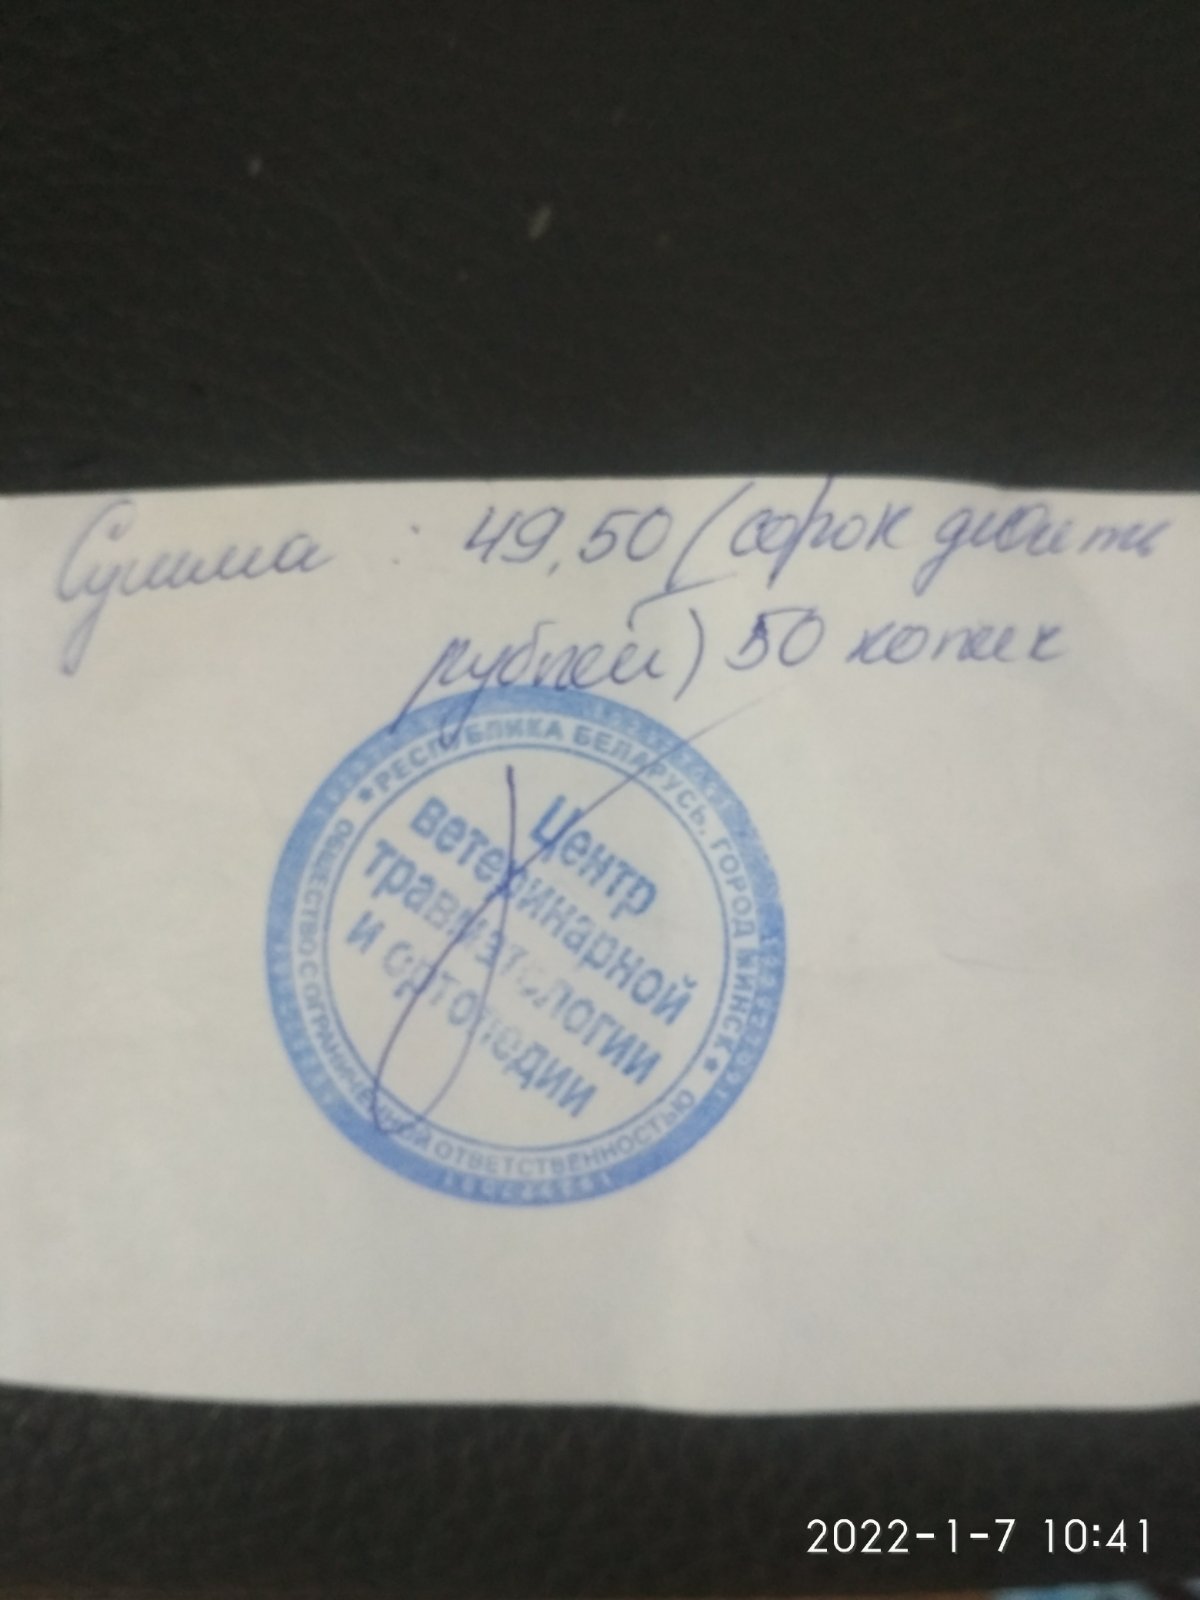 Сумма : 49,50 (сорок девять
рублей) 50 копеек
РЕСПУБЛИКА БЕЛАРУСЬ, ГОРОД МИНСК
ОБЩЕСТВО С ОГРАНИЧЕННОЙ ОТВЕТСТВЕННОСТЬЮ
Центр
ветеринарной
травматологии
и ортопедии
2022-1-7 10:41